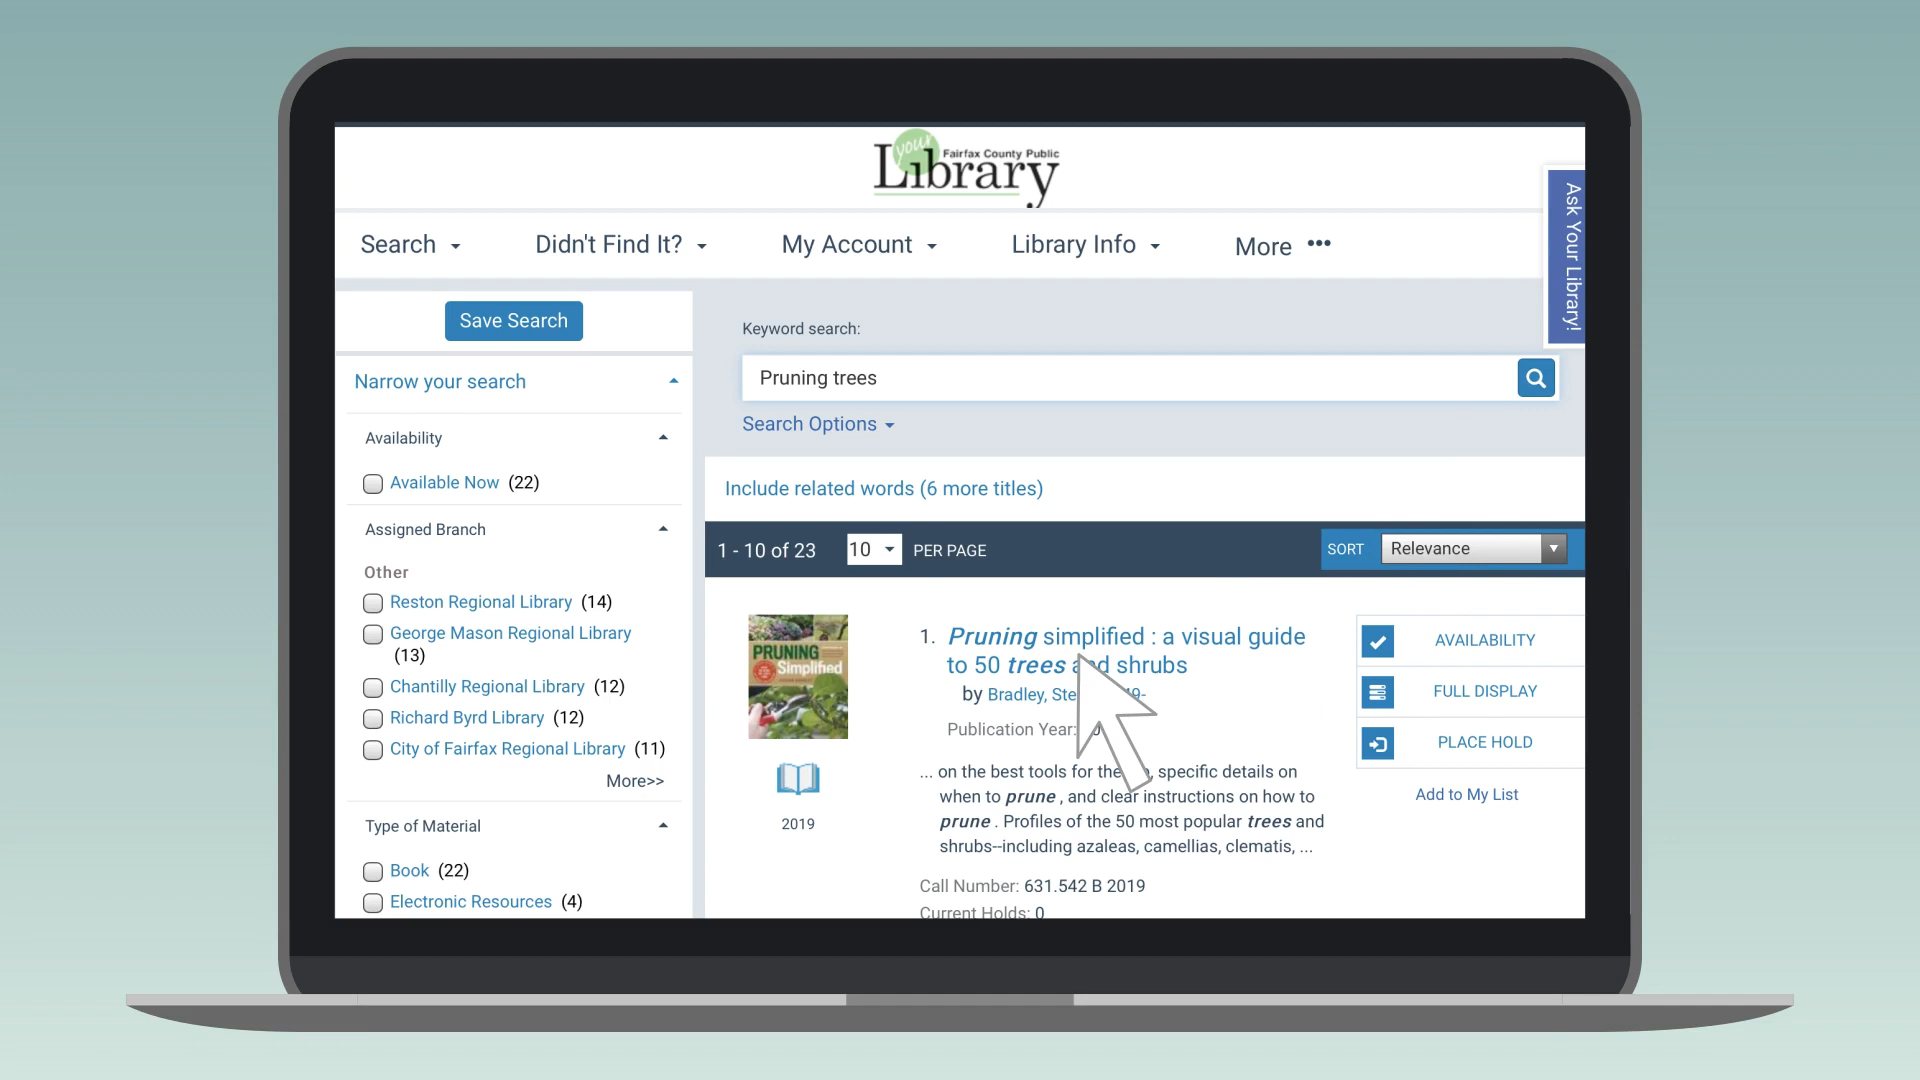 your
Fairfax County Public
Library
Ask Your Library!
Search
Didn't Find It?
My Account
Library Info
More •••
Save Search
Narrow your search
Availability
Available Now (22)
Assigned Branch
Other
Reston Regional Library (14)
George Mason Regional Library
(13)
Chantilly Regional Library (12)
Richard Byrd Library (12)
City of Fairfax Regional Library (11)
More>>
Type of Material
Book (22)
Electronic Resources (4)
Keyword search:
Pruning trees
Search Options
Include related words (6 more titles)
1 - 10 of 23
10
PER PAGE
SORT
Relevance
PRUNING
Simplified
2019
1. Pruning simplified : a visual guide
to 50 trees and shrubs
by Bradley,
Publication Year:
... on the best tools for the , specific details on
when to prune , and clear instructions on how to
prune . Profiles of the 50 most popular trees and
shrubs--including azaleas, camellias, clematis, ...
Call Number: 631.542 B 2019
Current Holds: 0
AVAILABILITY
FULL DISPLAY
PLACE HOLD
Add to My List